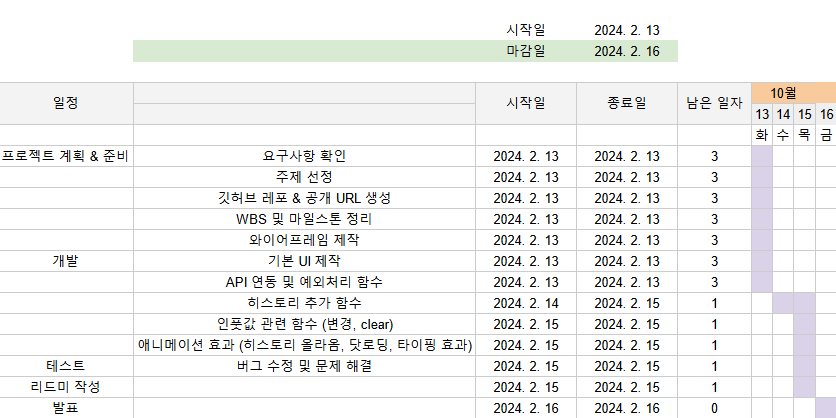 시작일 2024. 2. 13
마감일 2024. 2. 16
일정 시작일 종료일 남은 일자 10월
13 14 15 16
화 수 목 금
프로젝트 계획 & 준비 요구사항 확인 2024. 2. 13 2024. 2. 13 3
주제 선정 2024. 2. 13 2024. 2. 13 3
깃허브 레포 & 공개 URL 생성 2024. 2. 13 2024. 2. 13 3
WBS 및 마일스톤 정리 2024. 2. 13 2024. 2. 13 3
와이어프레임 제작 2024. 2. 13 2024. 2. 13 3
개발 기본 UI 제작 2024. 2. 13 2024. 2. 13 3
API 연동 및 예외처리 함수 2024. 2. 13 2024. 2. 13 3
히스토리 추가 함수 2024. 2. 14 2024. 2. 15 1
인풋값 관련 함수 (변경, clear) 2024. 2. 15 2024. 2. 15 1
애니메이션 효과 (히스토리 올라옴, 닷로딩, 타이핑 효과) 2024. 2. 15 2024. 2. 15 1
테스트 버그 수정 및 문제 해결 2024. 2. 15 2024. 2. 15 1
리드미 작성 2024. 2. 15 2024. 2. 15 1
발표 2024. 2. 16 2024. 2. 16 0